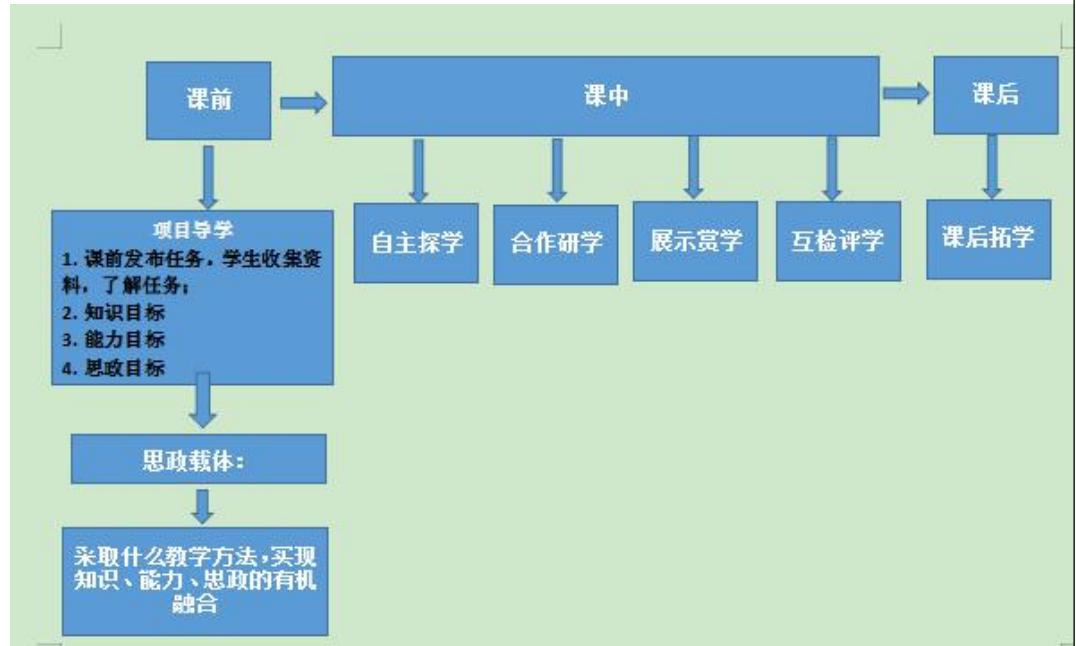 课前
课中
课后
项目导学
1. 课前发布任务，学生收集资
料，了解任务；
2. 知识目标
3. 能力目标
4. 思政目标
自主探学
合作研学
展示赏学
互检评学
课后拓学
思政载体：
采取什么教学方法，实现
知识、能力、思政的有机
融合